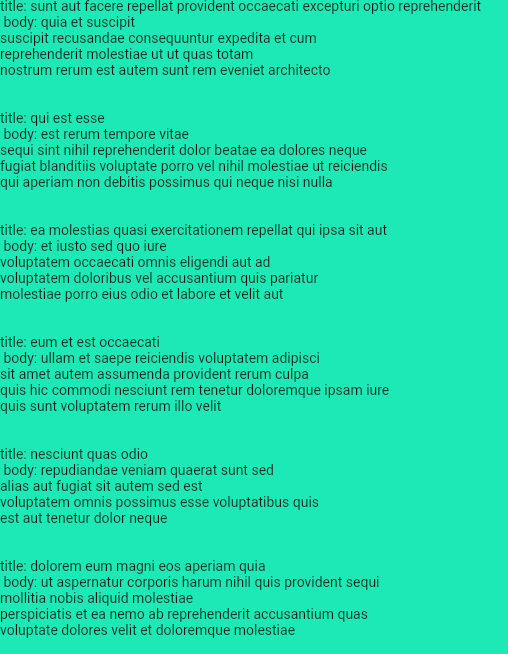 title: sunt aut facere repellat provident occaecati excepturi optio reprehenderit
body: quia et suscipit
suscipit recusandae consequuntur expedita et cum
reprehenderit molestiae ut ut quas totam
nostrum rerum est autem sunt rem eveniet architecto
title: qui est esse
body: est rerum tempore vitae
sequi sint nihil reprehenderit dolor beatae ea dolores neque
fugiat blanditiis voluptate porro vel nihil molestiae ut reiciendis
qui aperiam non debitis possimus qui neque nisi nulla
title: ea molestias quasi exercitationem repellat qui ipsa sit aut
body: et iusto sed quo iure
voluptatem occaecati omnis eligendi aut ad
voluptatem doloribus vel accusantium quis pariatur
molestiae porro eius odio et labore et velit aut
title: eum et est occaecati
body: ullam et saepe reiciendis voluptatem adipisci
sit amet autem assumenda provident rerum culpa
quis hic commodi nesciunt rem tenetur doloremque ipsam iure
quis sunt voluptatem rerum illo velit
title: nesciunt quas odio
body: repudiandae veniam quaerat sunt sed
alias aut fugiat sit autem sed est
voluptatem omnis possimus esse voluptatibus quis
est aut tenetur dolor neque
title: dolorem eum magni eos aperiam quia
body: ut aspernatur corporis harum nihil quis provident sequi
mollitia nobis aliquid molestiae
perspiciatis et ea nemo ab reprehenderit accusantium quas
voluptate dolores velit et doloremque molestiae